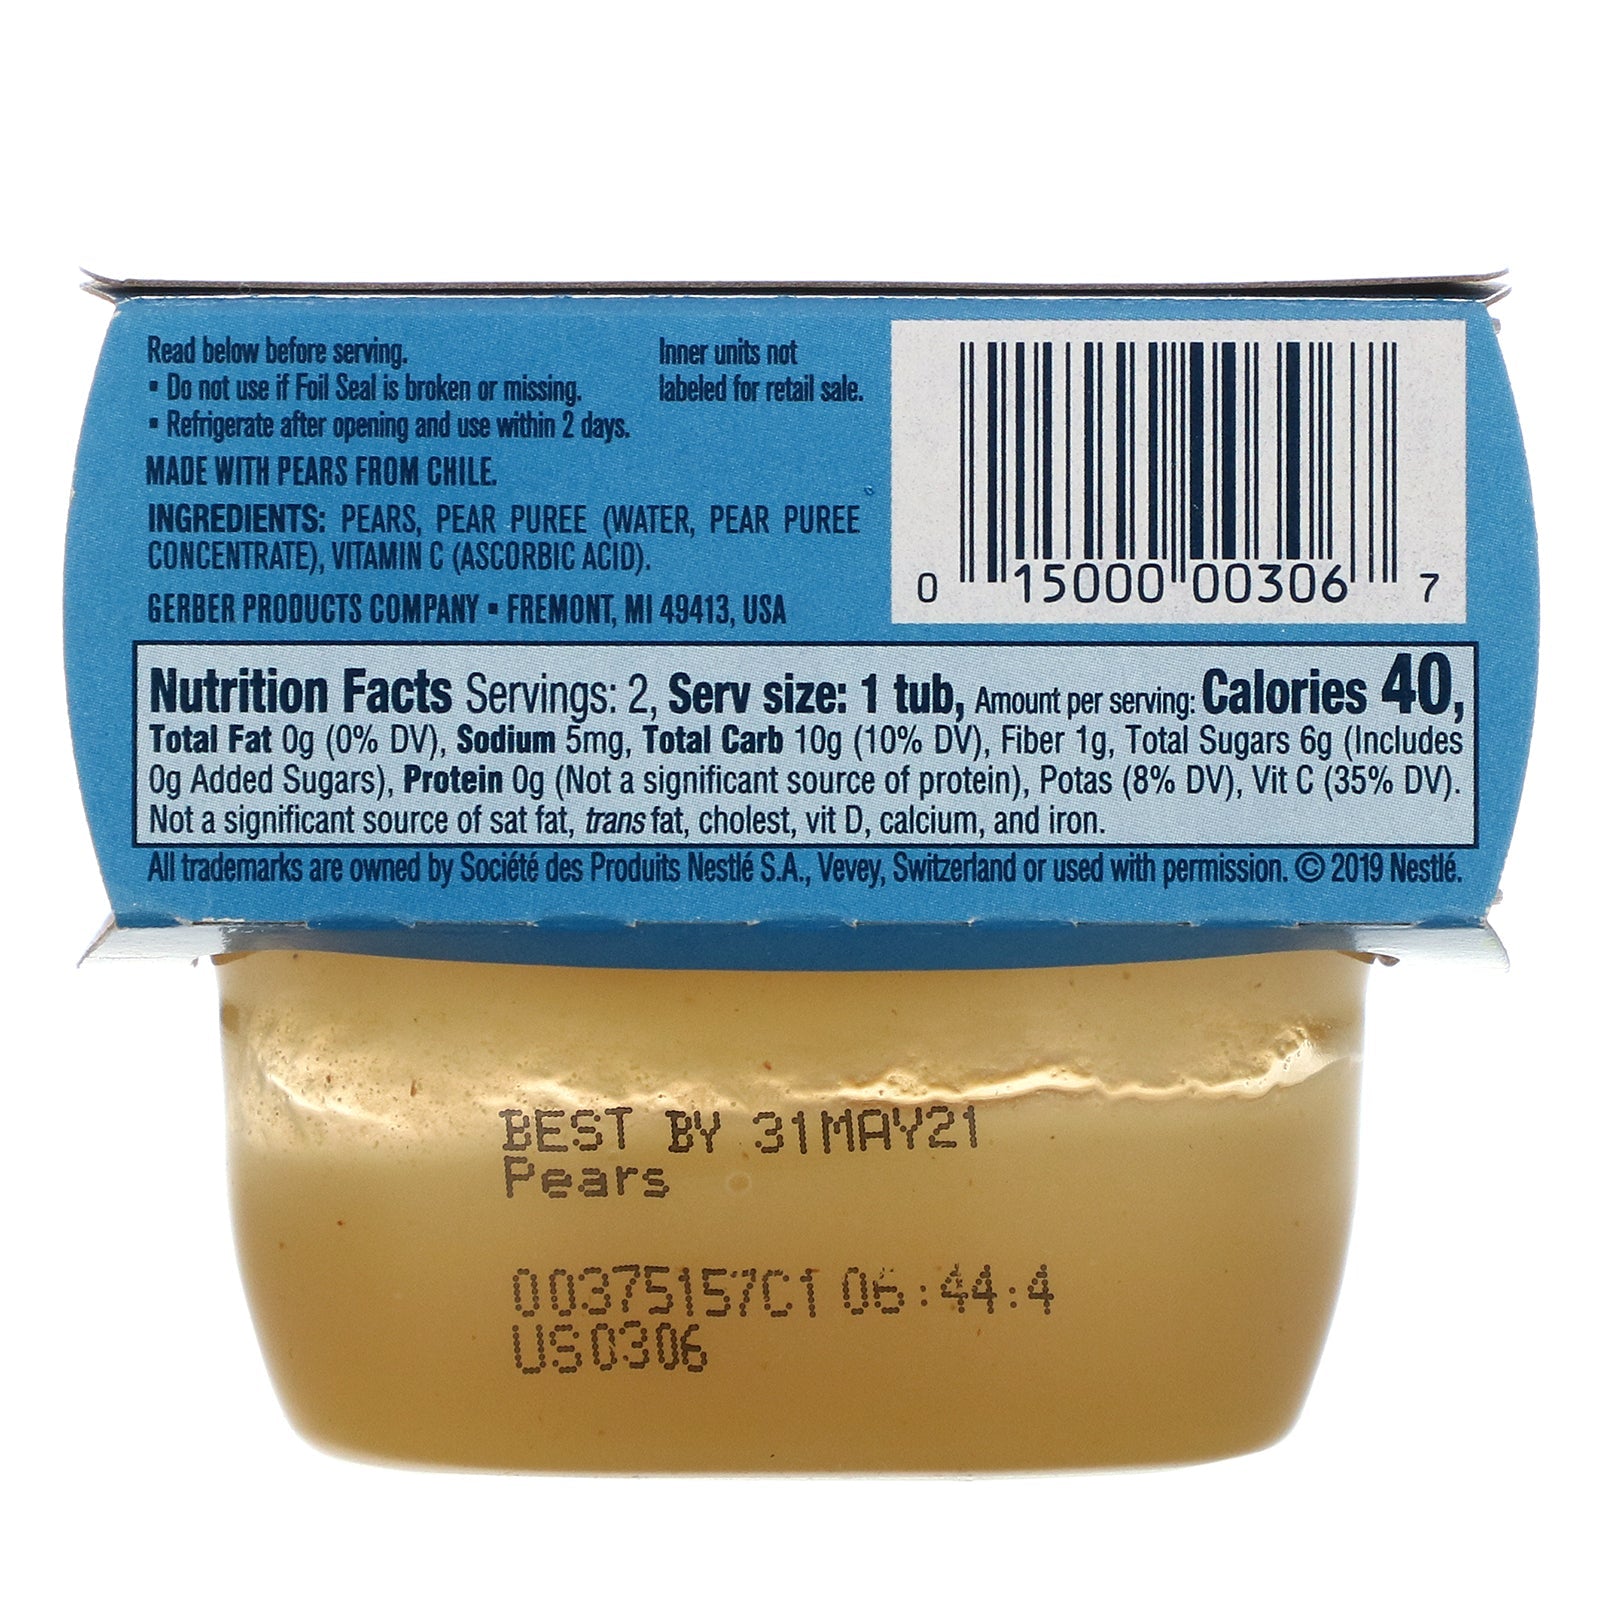 Read below before serving.
• Do not use if Foil Seal is broken or missing.
• Refrigerate after opening and use within 2 days.
Inner units not
labeled for retail sale.
MADE WITH PEARS FROM CHILE.
INGREDIENTS: PEARS, PEAR PUREE (WATER, PEAR PUREE
CONCENTRATE), VITAMIN C (ASCORBIC ACID).
GERBER PRODUCTS COMPANY ▪ FREMONT, MI 49413, USA
0 15000 00306 7
Nutrition Facts Servings: 2, Serv size: 1 tub, Amount per serving: Calories 40,
Total Fat 0g (0% DV), Sodium 5mg, Total Carb 10g (10% DV), Fiber 1g, Total Sugars 6g (Includes
0g Added Sugars), Protein 0g (Not a significant source of protein), Potas (8% DV), Vit C (35% DV).
Not a significant source of sat fat, trans fat, cholest, vit D, calcium, and iron.
All trademarks are owned by Société des Produits Nestlé S.A., Vevey, Switzerland or used with permission. © 2019 Nestlé.
BEST BY 31MAY21
Pears
00375157C1 06:44:4
US0306